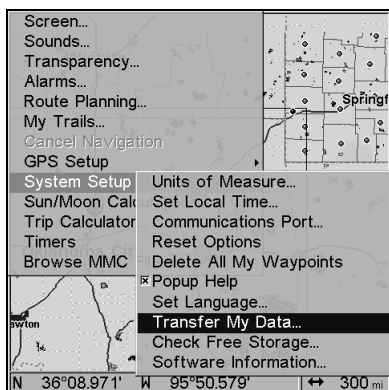 Screen...
Sounds...
Transparency...
Alarms...
Route Planning...
My Trails...
Springf
Cancel Navigation
GPS Setup
System Setup
Units of Measure...
Sun/Moon Calc
Set Local Time...
Trip Calculator
Communications Port...
Timers
Reset Options
Browse MMC
Delete All My Waypoints
Popup Help
Set Language...
awton
Transfer My Data...
Check Free Storage...
Software Information...
N 36°08.971' W 95°50.579' ↔ 300 mi